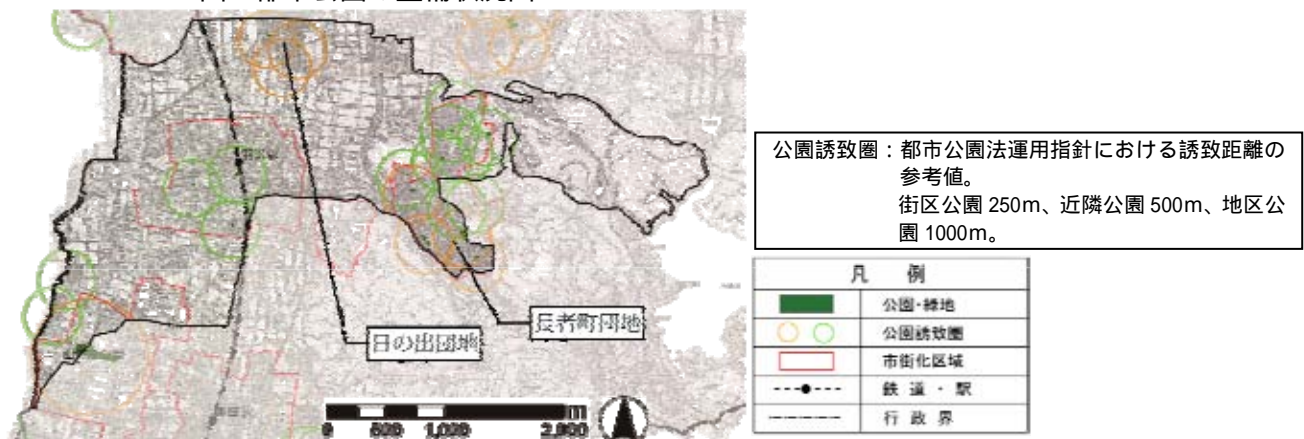 公園誘致圏：都市公園法運用指針における誘致距離の
参考値。
街区公園 250m、近隣公園 500m、地区公
園 1000m。
凡　例
公園・緑地
公園誘致圏
市街化区域
鉄 道 ・ 駅
行 政 界
長者町団地
日の出団地
m
0 500 1,000 2,000